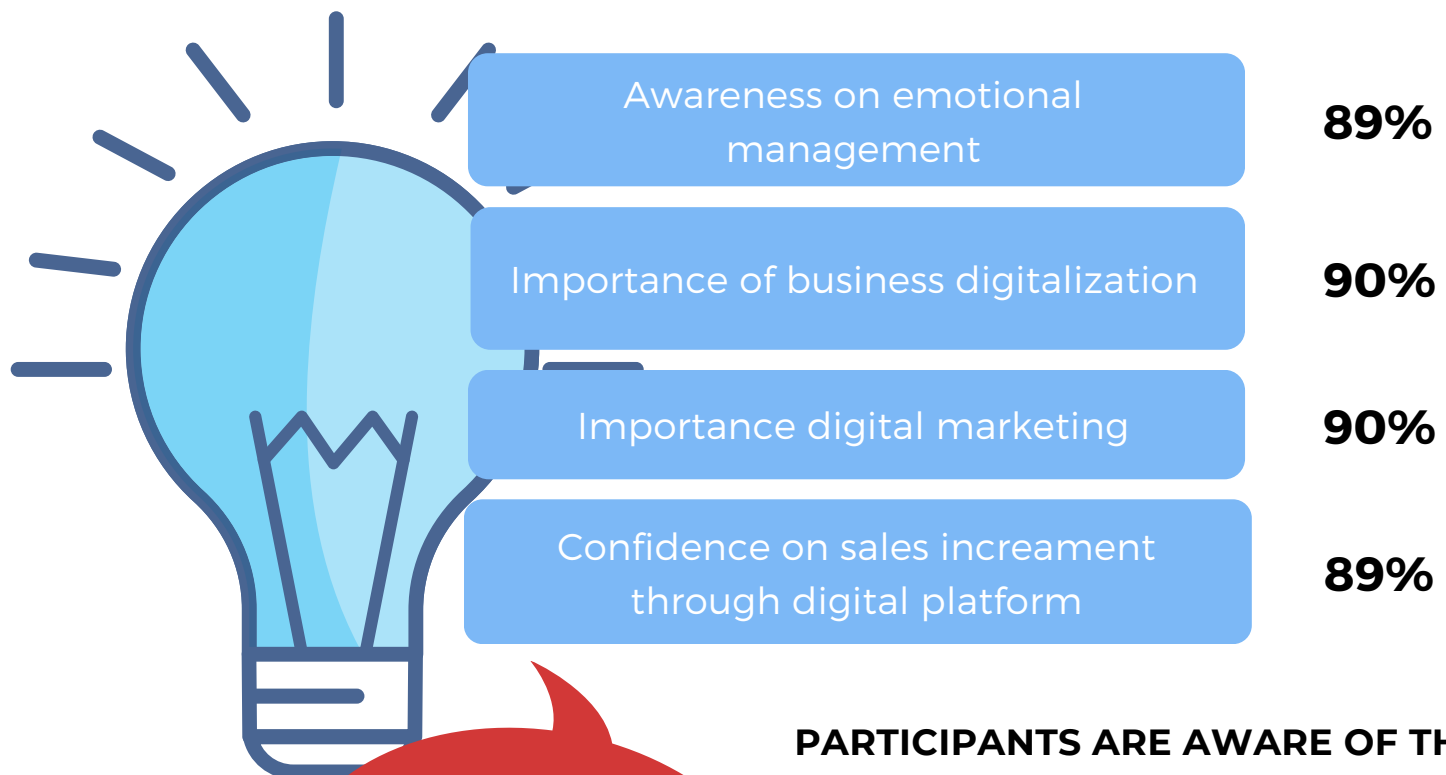 Awareness on emotional
management
89%
Importance of business digitalization
90%
Importance digital marketing
90%
Confidence on sales increament
through digital platform
89%
PARTICIPANTS ARE AWARE OF TH